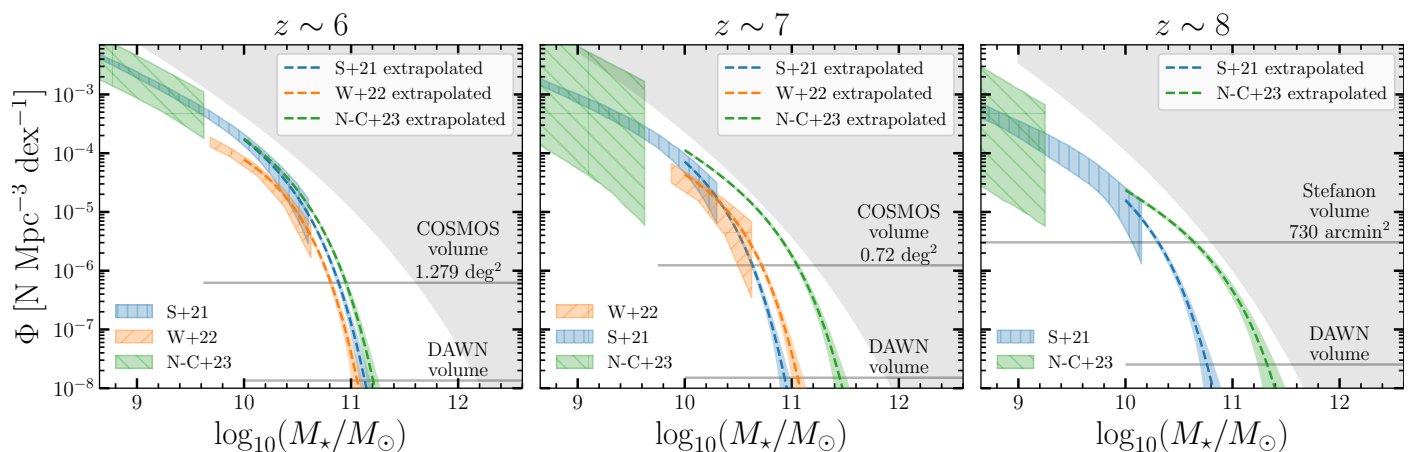 z ∼ 6
z ∼ 7
z ∼ 8
Φ [N Mpc⁻³ dex⁻¹]
10⁻³
10⁻⁴
10⁻⁵
10⁻⁶
10⁻⁷
10⁻⁸
S+21 extrapolated
W+22 extrapolated
N-C+23 extrapolated
COSMOS
volume
1.279 deg²
S+21
W+22
N-C+23
DAWN
volume
9
10
11
12
log₁₀(M⋆/M⊙)
S+21 extrapolated
W+22 extrapolated
N-C+23 extrapolated
COSMOS
volume
0.72 deg²
W+22
S+21
N-C+23
DAWN
volume
9
10
11
12
log₁₀(M⋆/M⊙)
S+21 extrapolated
N-C+23 extrapolated
Stefanon
volume
730 arcmin²
S+21
N-C+23
DAWN
volume
9
10
11
12
log₁₀(M⋆/M⊙)